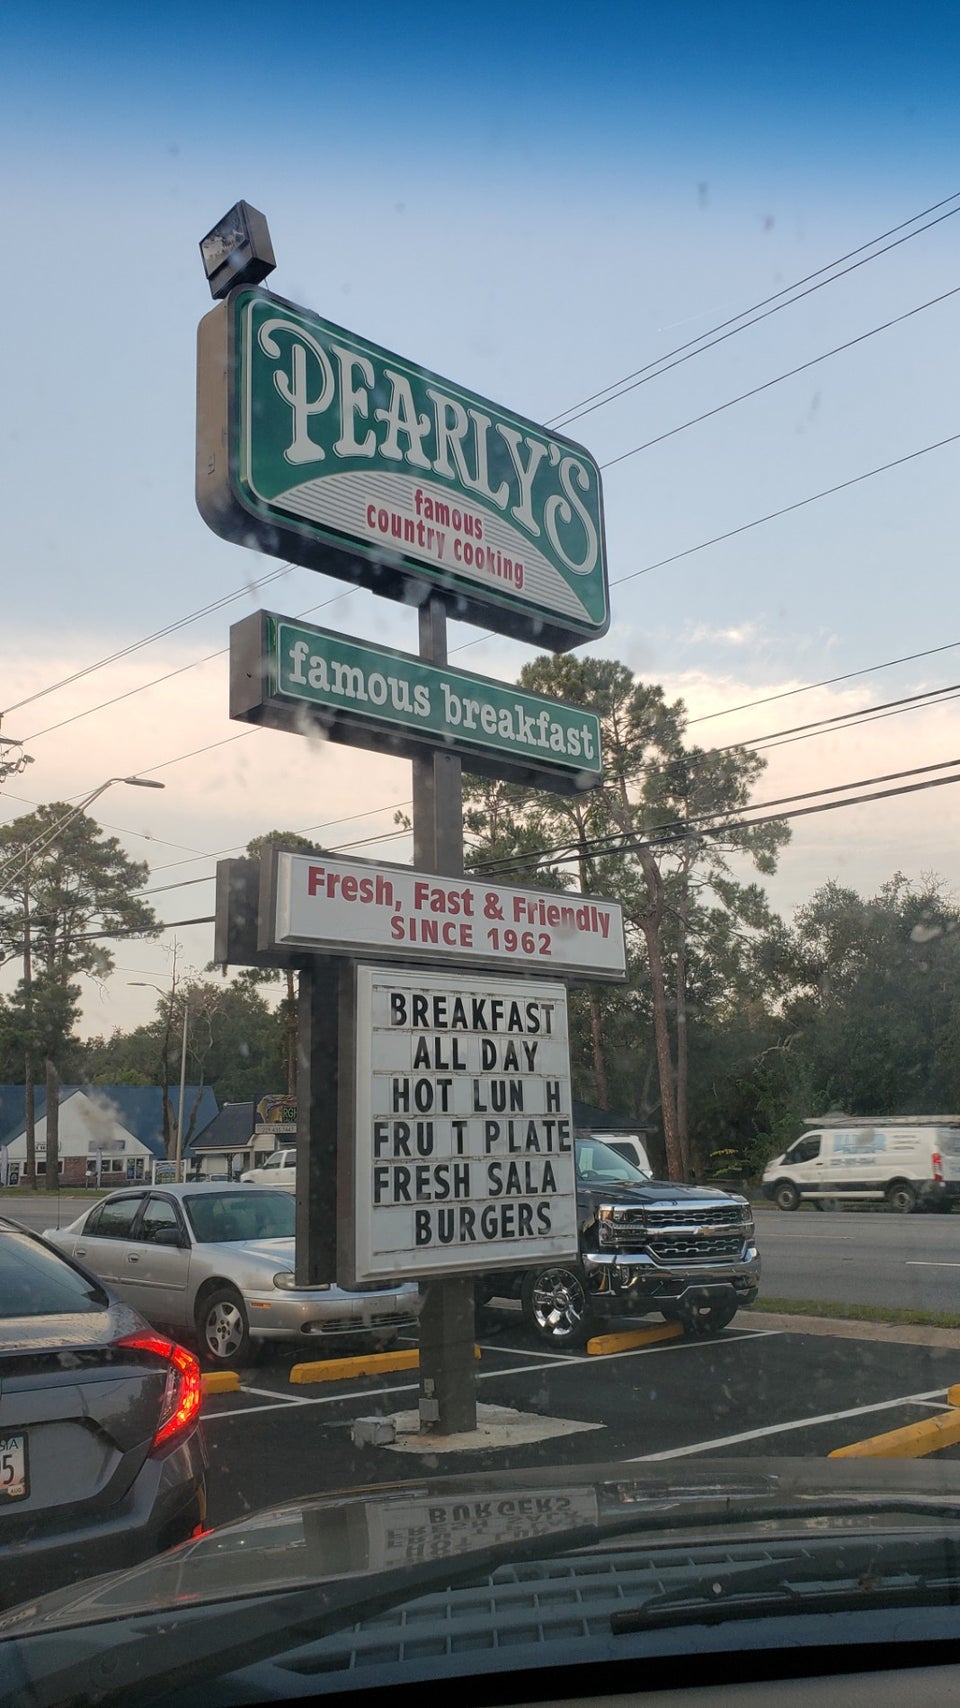 PEARLY'S
famous
country cooking
famous breakfast
Fresh, Fast & Friendly
SINCE 1962
BREAKFAST
ALL DAY
HOT LUN H
FRU T PLATE
FRESH SALA
BURGERS